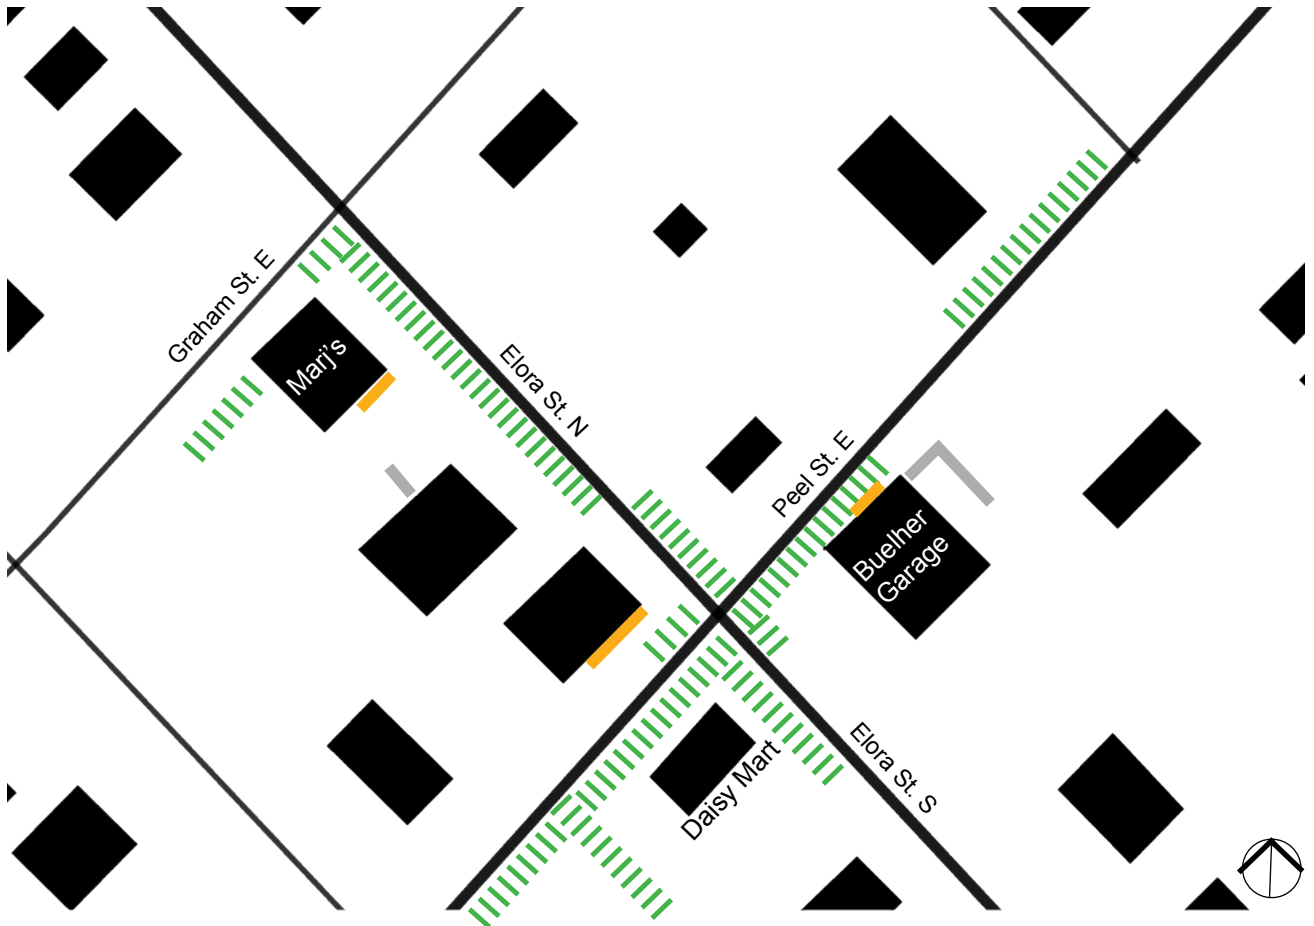 Graham St. E
Marj's
Elora St. N
Peel St. E
Buelher
Garage
Elora St. S
Daisy Mart